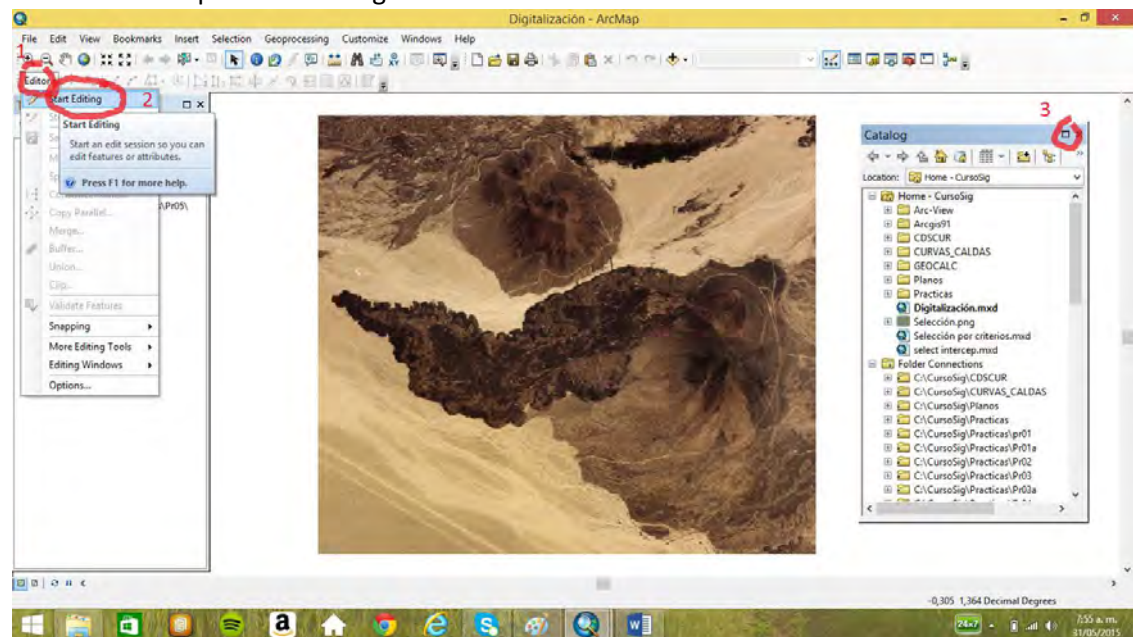 Digitalización - ArcMap
File Edit View Bookmarks Insert Selection Geoprocessing Customize Windows Help
1
Editor
Start Editing
2
Start Editing
Start an edit session so you can
edit features or attributes.
Press F1 for more help.
\Pr05\
Copy Parallel...
Merge...
Buffer...
Union...
Clip...
Validate Features
Snapping
More Editing Tools
Editing Windows
Options...
3
Catalog
Location: Home - CursoSig
Home - CursoSig
Arc-View
Arcgis91
CDSCUR
CURVAS_CALDAS
GEOCALC
Planos
Practicas
Digitalización.mxd
Selección.png
Selección por criterios.mxd
select intercep.mxd
Folder Connections
C:\CursoSig\CDSCUR
C:\CursoSig\CURVAS_CALDAS
C:\CursoSig\Planos
C:\CursoSig\Practicas
C:\CursoSig\Practicas\pr01
C:\CursoSig\Practicas\Pr01a
C:\CursoSig\Practicas\Pr02
C:\CursoSig\Practicas\Pr03
C:\CursoSig\Practicas\Pr03a
-0,305 1,364 Decimal Degrees
24x7
7:55 a. m.
31/05/2015